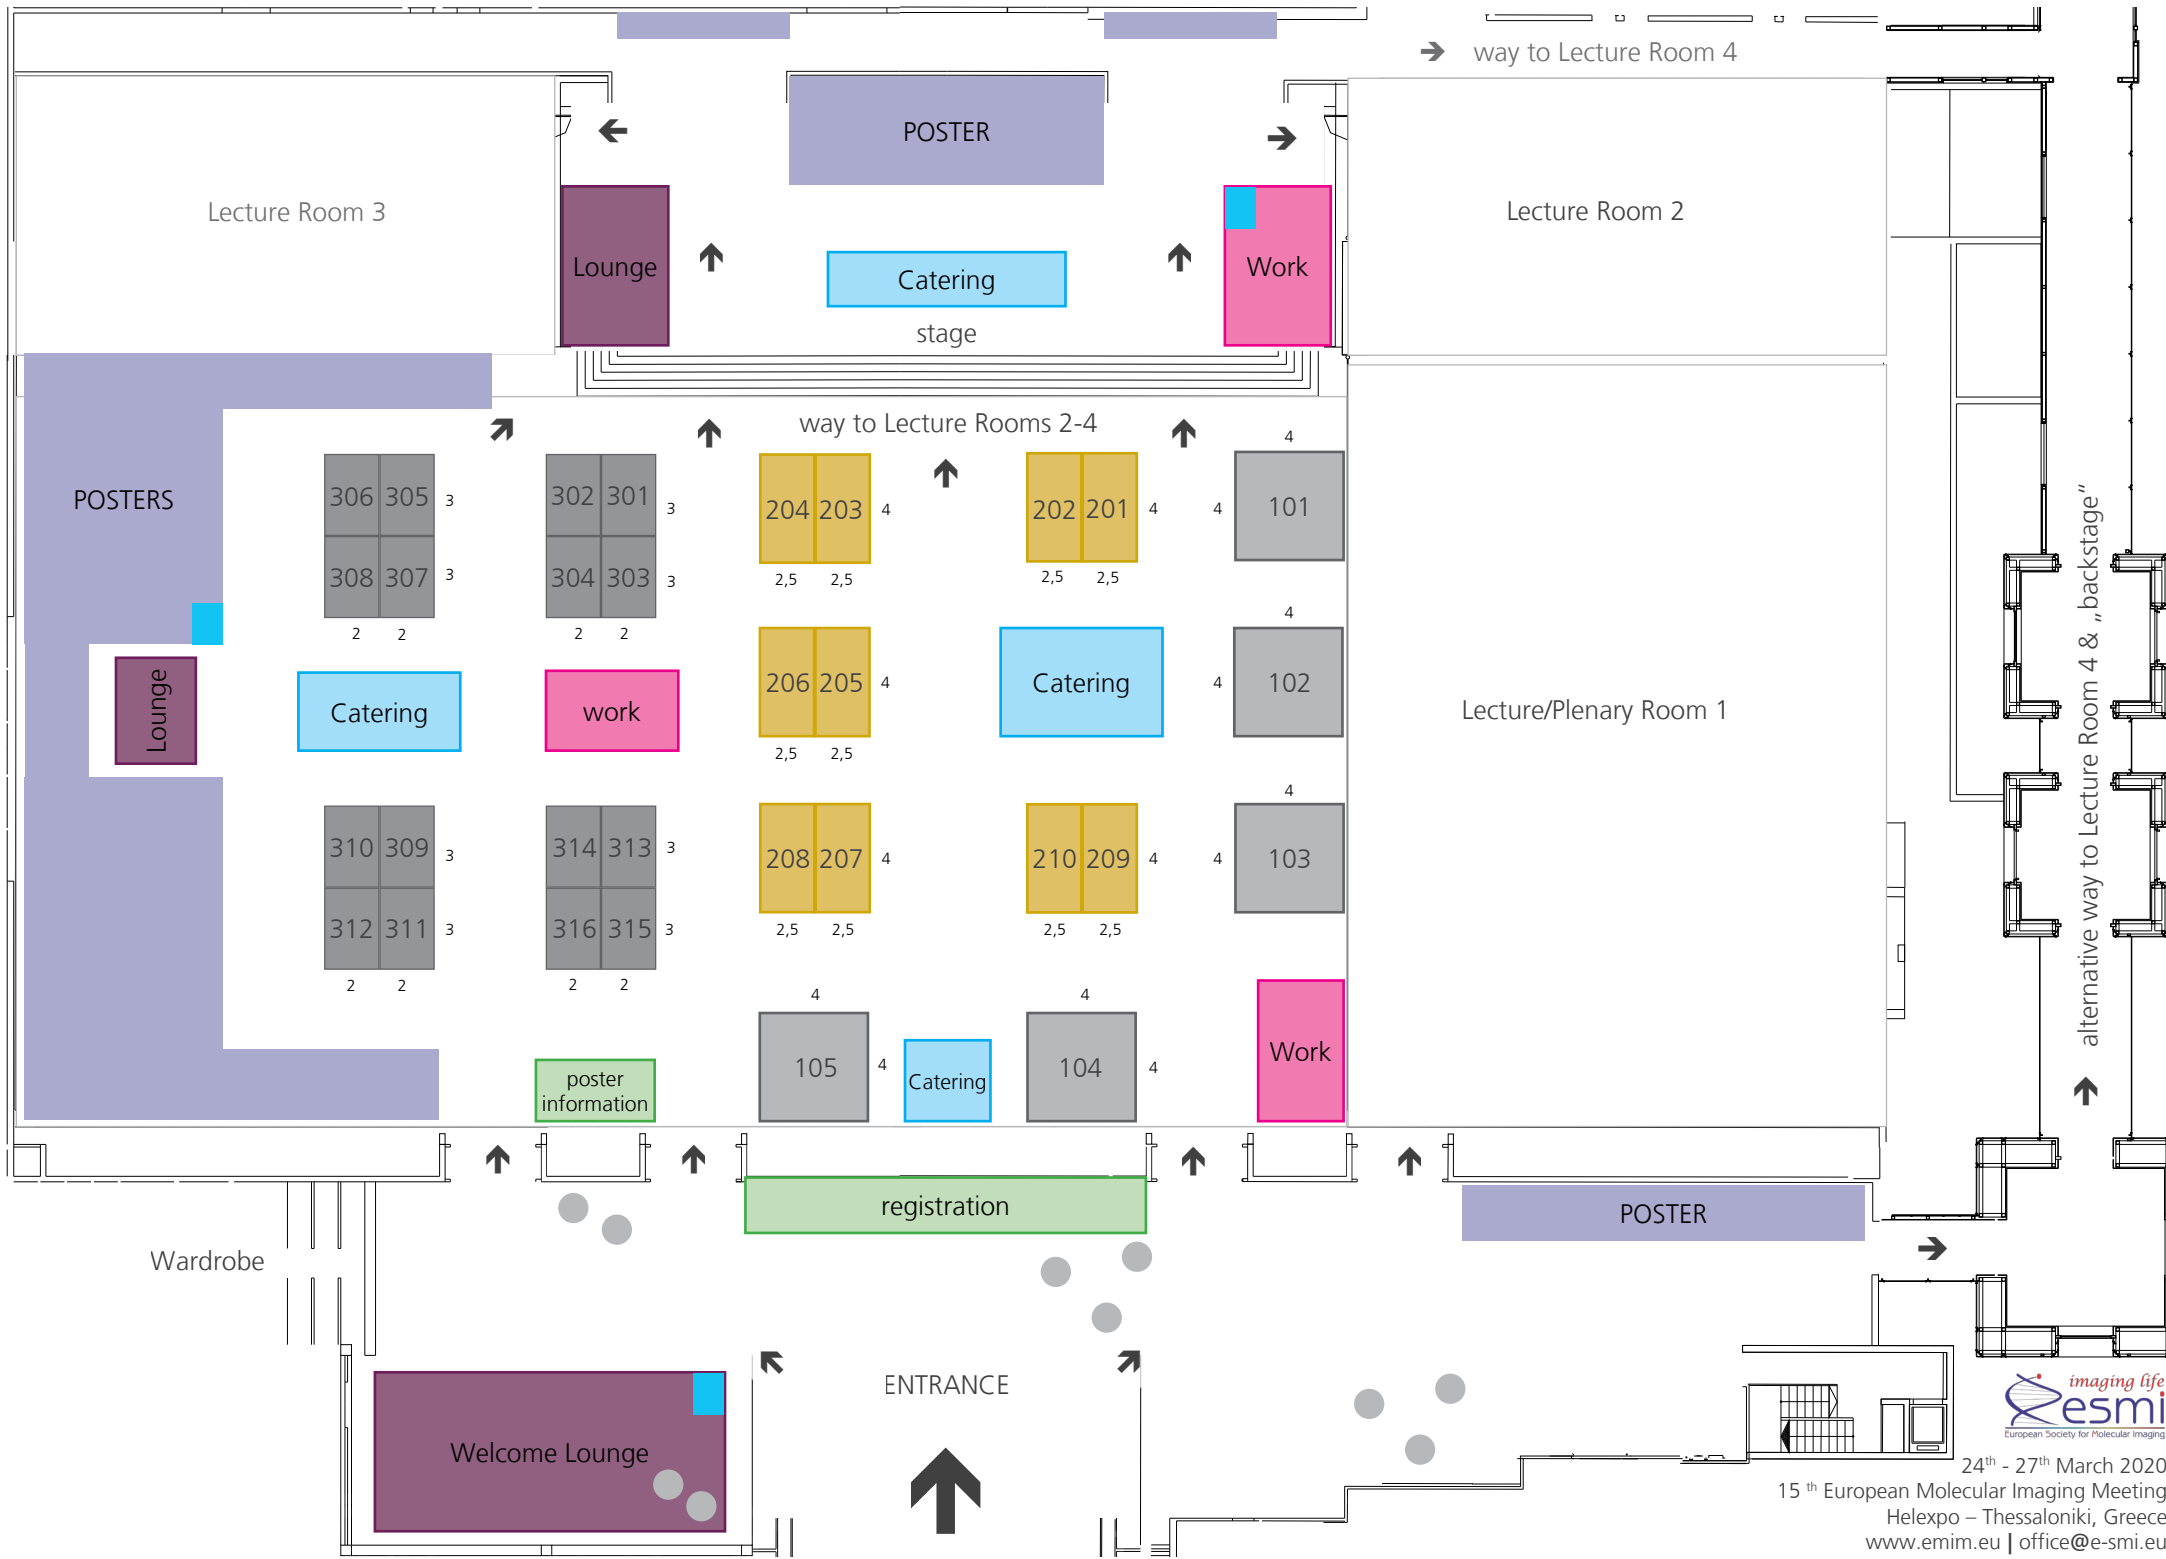 way to Lecture Room 4
POSTER
Lecture Room 3
Lecture Room 2
Lounge
Catering
Work
stage
way to Lecture Rooms 2-4
POSTERS
306 305 3
308 307 3
2 2
302 301 3
304 303 3
2 2
204 203 4
2,5 2,5
202 201 4
2,5 2,5
4
4 101
Lounge
Catering
work
206 205 4
2,5 2,5
Catering
4
4 102
Lecture/Plenary Room 1
alternative way to Lecture Room 4 & „backstage“
310 309 3
312 311 3
2 2
314 313 3
316 315 3
2 2
208 207 4
2,5 2,5
210 209 4
2,5 2,5
4
4 103
poster
information
4
105 4
Catering
4
104 4
Work
registration
POSTER
Wardrobe
ENTRANCE
Welcome Lounge
imaging life
esmi
European Society for Molecular Imaging
24th - 27th March 2020
15 th European Molecular Imaging Meeting
Helexpo – Thessaloniki, Greece
www.emim.eu | office@e-smi.eu